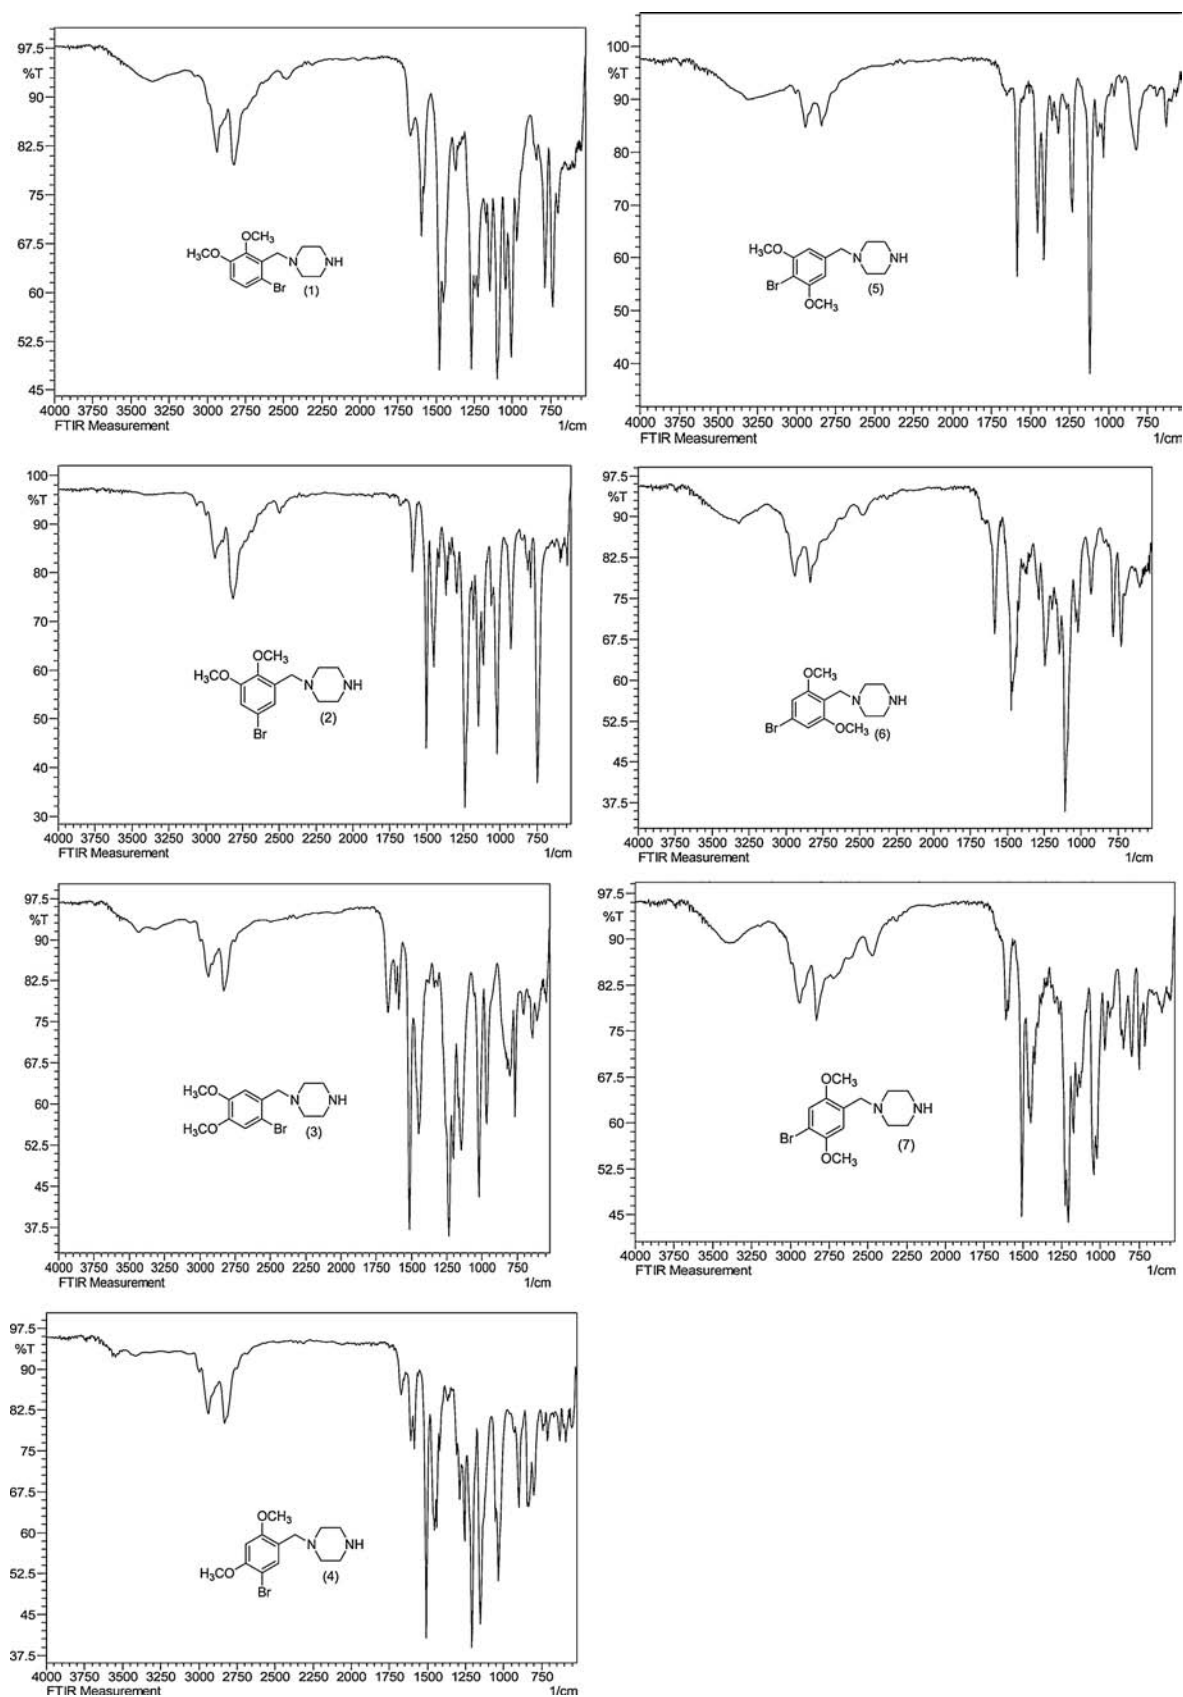 97.5
%T
90
82.5
75
67.5
60
52.5
45
OCH₃
H₃CO
N
NH
Br
(1)
4000 3750 3500 3250 3000 2750 2500 2250 2000 1750 1500 1250 1000 750
FTIR Measurement
1/cm
100
%T
90
80
70
60
50
40
OCH₃
N
NH
Br
(5)
OCH₃
4000 3750 3500 3250 3000 2750 2500 2250 2000 1750 1500 1250 1000 750
FTIR Measurement
1/cm
100
%T
90
80
70
60
50
40
30
OCH₃
H₃CO
N
NH
(2)
Br
4000 3750 3500 3250 3000 2750 2500 2250 2000 1750 1500 1250 1000 750
FTIR Measurement
1/cm
97.5
%T
90
82.5
75
67.5
60
52.5
45
37.5
OCH₃
N
NH
Br
OCH₃
(6)
4000 3750 3500 3250 3000 2750 2500 2250 2000 1750 1500 1250 1000 750
FTIR Measurement
1/cm
97.5
%T
90
82.5
75
67.5
60
52.5
45
37.5
H₃CO
N
NH
H₃CO
Br
(3)
4000 3750 3500 3250 3000 2750 2500 2250 2000 1750 1500 1250 1000 750
FTIR Measurement
1/cm
97.5
%T
90
82.5
75
67.5
60
52.5
45
OCH₃
N
NH
Br
(7)
OCH₃
4000 3750 3500 3250 3000 2750 2500 2250 2000 1750 1500 1250 1000 750
FTIR Measurement
1/cm
97.5
%T
90
82.5
75
67.5
60
52.5
45
37.5
OCH₃
N
NH
H₃CO
(4)
Br
4000 3750 3500 3250 3000 2750 2500 2250 2000 1750 1500 1250 1000 750
FTIR Measurement
1/cm